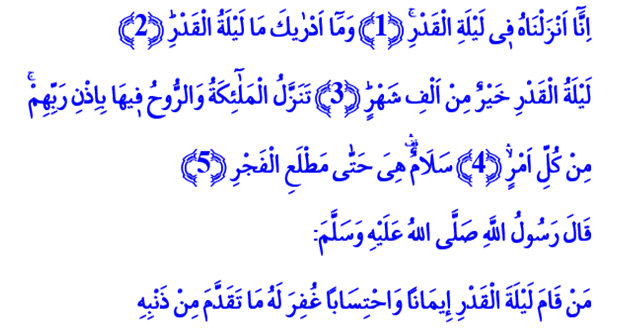 اِنَّٓا اَنْزَلْنَاهُ ف۪ى لَيْلَةِ الْقَدْرِۚ ﴿1﴾ وَمَٓا اَدْرٰيكَ مَا لَيْلَةُ الْقَدْرِؕ ﴿2﴾
لَيْلَةُ الْقَدْرِ خَيْرٌ مِنْ اَلْفِ شَهْرٍؕ ﴿3﴾ تَنَزَّلُ الْمَلٰٓئِكَةُ وَالرُّوحُ ف۪يهَا بِاِذْنِ رَبِّهِمْۚ
مِنْ كُلِّ اَمْرٍۙ ﴿4﴾ سَلَامٌ۠ هِىَ حَتّٰى مَطْلَعِ الْفَجْرِ ﴿5﴾
قَالَ رَسُولُ اللَّهِ صَلَّى اللهُ عَلَيْهِ وَسَلَّمَ:
مَنْ قَامَ لَيْلَةَ الْقَدْرِ إِيمَانًا وَاحْتِسَابًا غُفِرَ لَهُ مَا تَقَدَّمَ مِنْ ذَنْبِهِ